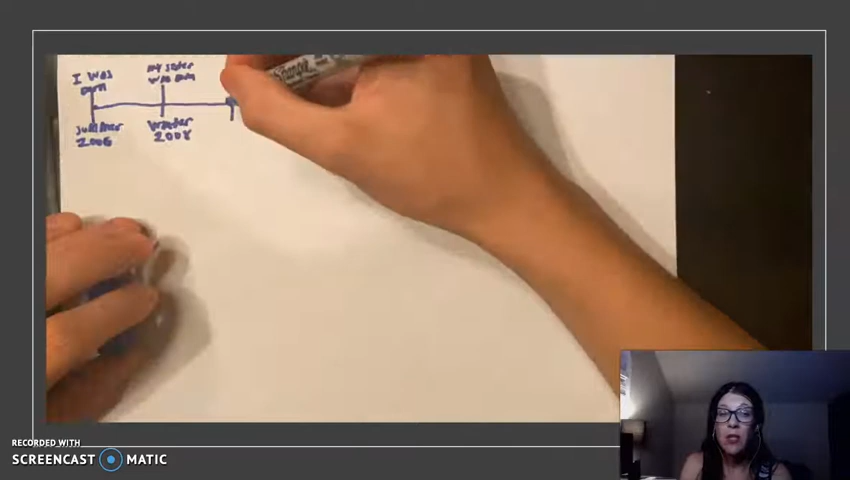 I was
born
my sister
was born
summer
2006
winter
2008
RECORDED WITH
SCREENCAST MATIC